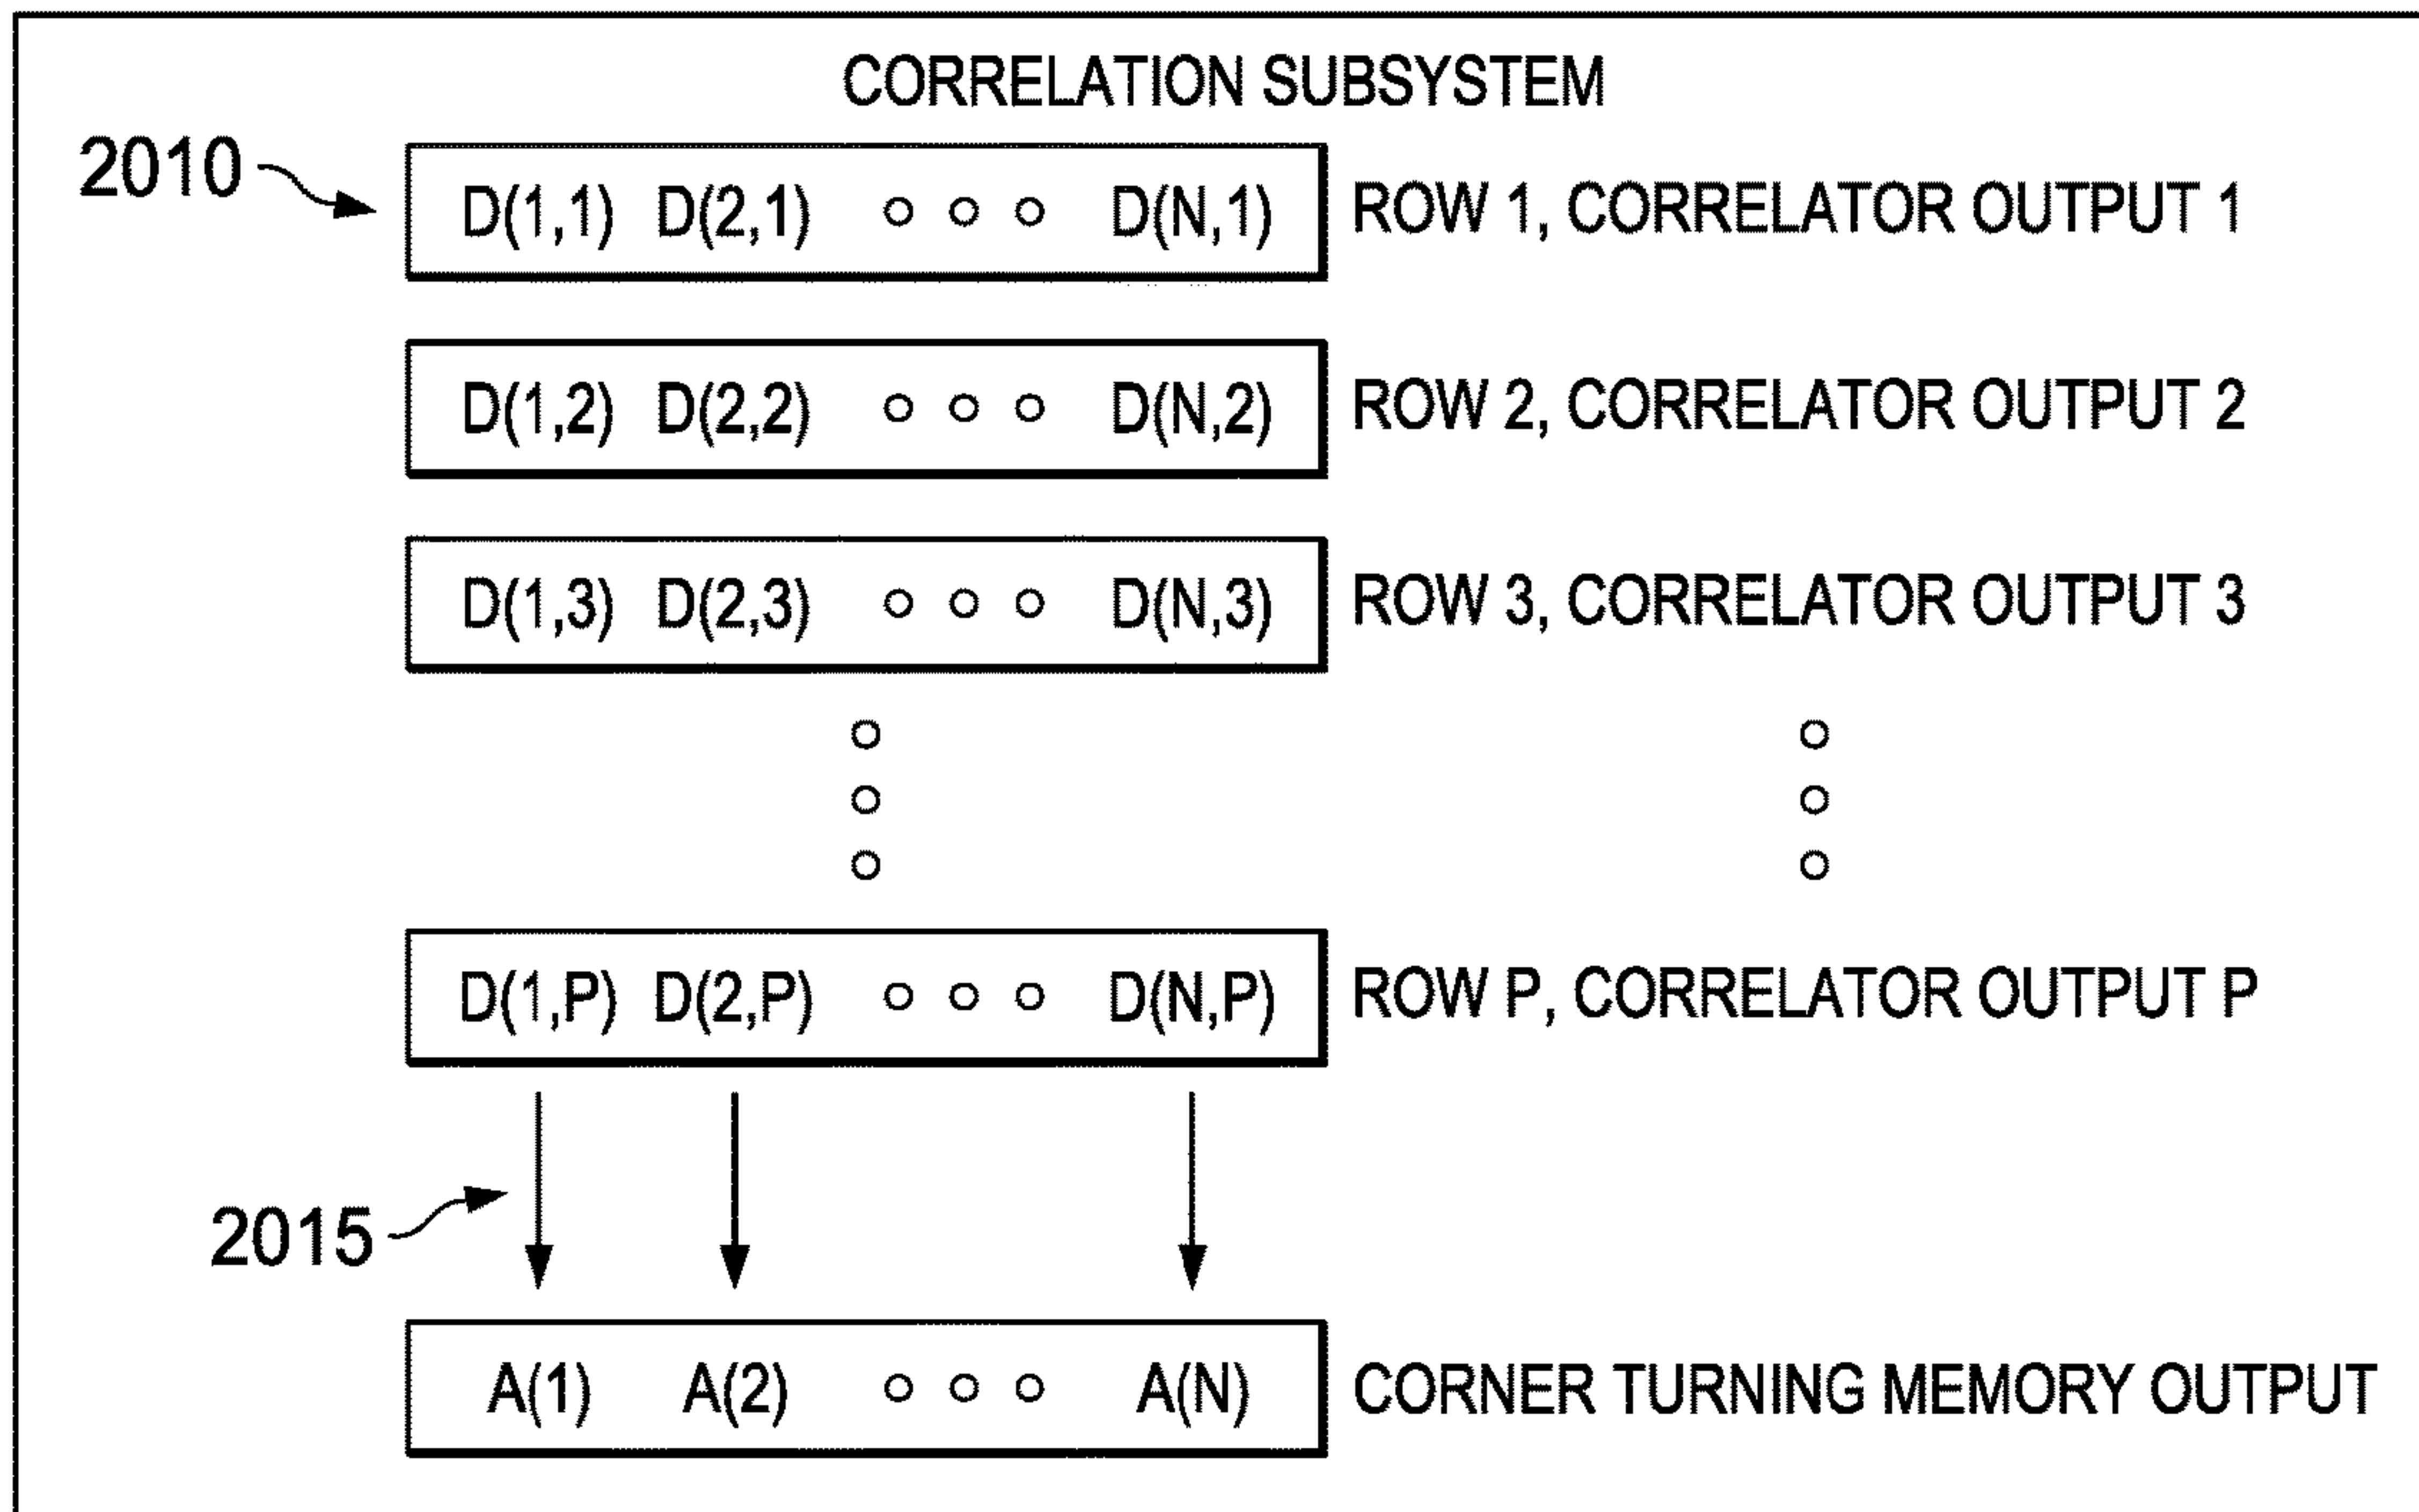 CORRELATION SUBSYSTEM
2010
D(1,1) D(2,1) ○ ○ ○ D(N,1) ROW 1, CORRELATOR OUTPUT 1
D(1,2) D(2,2) ○ ○ ○ D(N,2) ROW 2, CORRELATOR OUTPUT 2
D(1,3) D(2,3) ○ ○ ○ D(N,3) ROW 3, CORRELATOR OUTPUT 3
D(1,P) D(2,P) ○ ○ ○ D(N,P) ROW P, CORRELATOR OUTPUT P
2015
A(1) A(2) ○ ○ ○ A(N) CORNER TURNING MEMORY OUTPUT